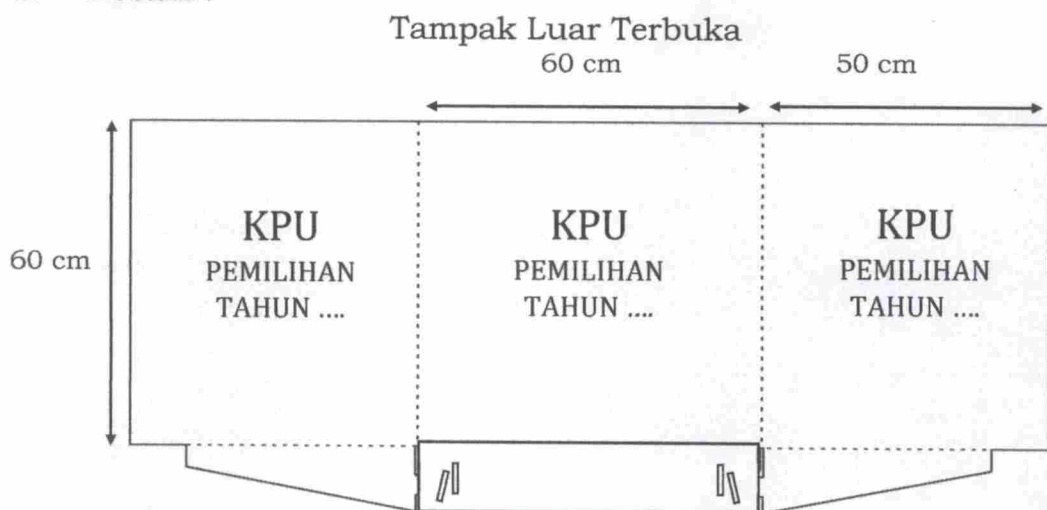 Tampak Luar Terbuka
60 cm
50 cm
60 cm
KPU
PEMILIHAN
TAHUN ....
KPU
PEMILIHAN
TAHUN ....
KPU
PEMILIHAN
TAHUN ....